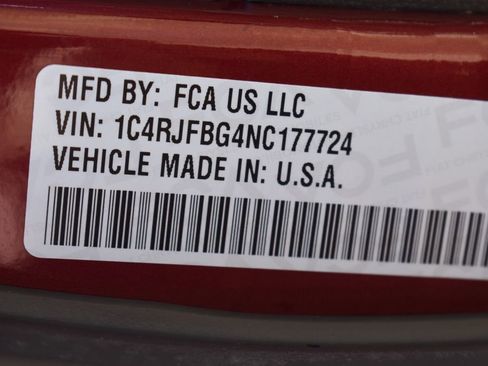 MFD BY: FCA US LLC
VIN: 1C4RJFBG4NC177724
VEHICLE MADE IN: U.S.A.